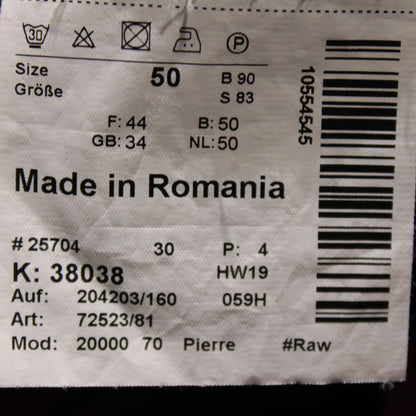 30 P
Size 50 B 90
Größe S 83
F: 44 B: 50
GB: 34 NL: 50
Made in Romania
# 25704 30 P: 4
K: 38038 HW19
Auf: 204203/160 059H
Art: 72523/81
Mod: 20000 70 Pierre #Raw
10554545